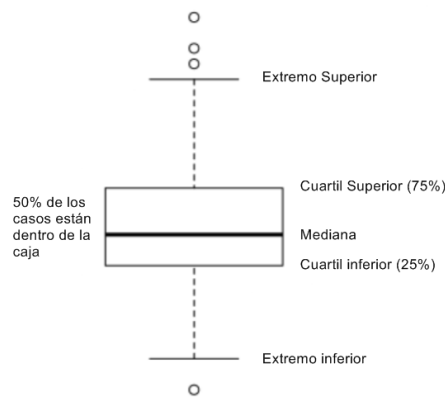 Extremo Superior
Cuartil Superior (75%)
50% de los
casos están
dentro de la
caja
Mediana
Cuartil inferior (25%)
Extremo inferior